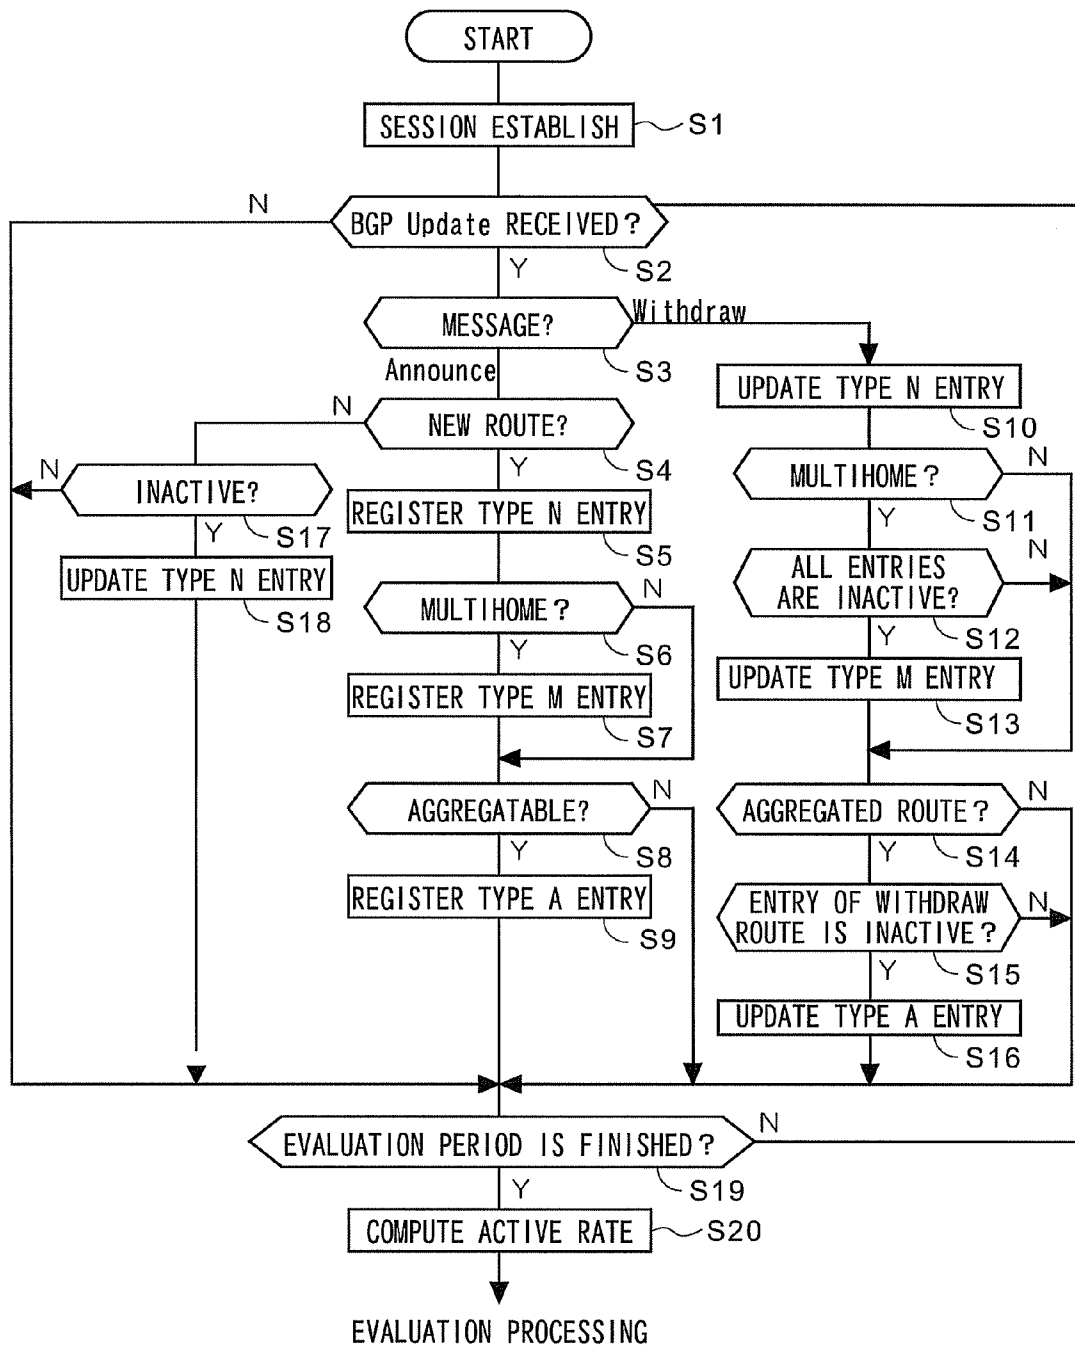 START
SESSION ESTABLISH
S1
N
BGP Update RECEIVED?
S2
Y
MESSAGE?
Withdraw
S3
Announce
UPDATE TYPE N ENTRY
S10
N
NEW ROUTE?
S4
Y
MULTIHOME?
N
S11
Y
N
INACTIVE?
S17
Y
REGISTER TYPE N ENTRY
S5
ALL ENTRIES
ARE INACTIVE?
N
S12
Y
UPDATE TYPE N ENTRY
S18
MULTIHOME?
N
S6
Y
UPDATE TYPE M ENTRY
S13
REGISTER TYPE M ENTRY
S7
AGGREGATABLE?
N
S8
Y
AGGREGATED ROUTE?
N
S14
Y
REGISTER TYPE A ENTRY
S9
ENTRY OF WITHDRAW
ROUTE IS INACTIVE?
N
S15
Y
UPDATE TYPE A ENTRY
S16
EVALUATION PERIOD IS FINISHED?
N
S19
Y
COMPUTE ACTIVE RATE
S20
EVALUATION PROCESSING